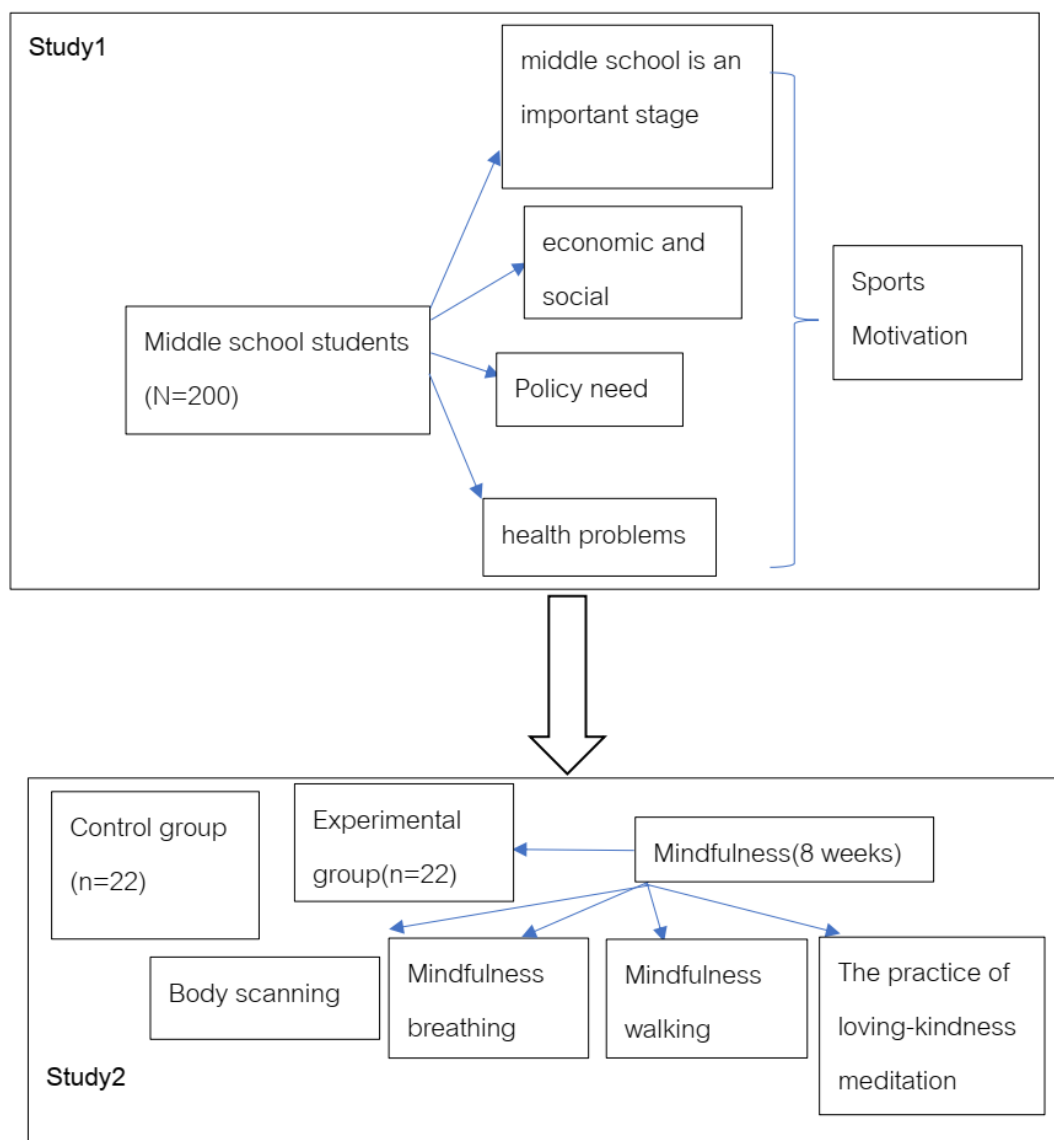 Study1
middle school is an
important stage
economic and
social
Middle school students
(N=200)
Policy need
health problems
Sports
Motivation
Control group
(n=22)
Experimental
group(n=22)
Mindfulness(8 weeks)
Body scanning
Mindfulness
breathing
Mindfulness
walking
The practice of
loving-kindness
meditation
Study2